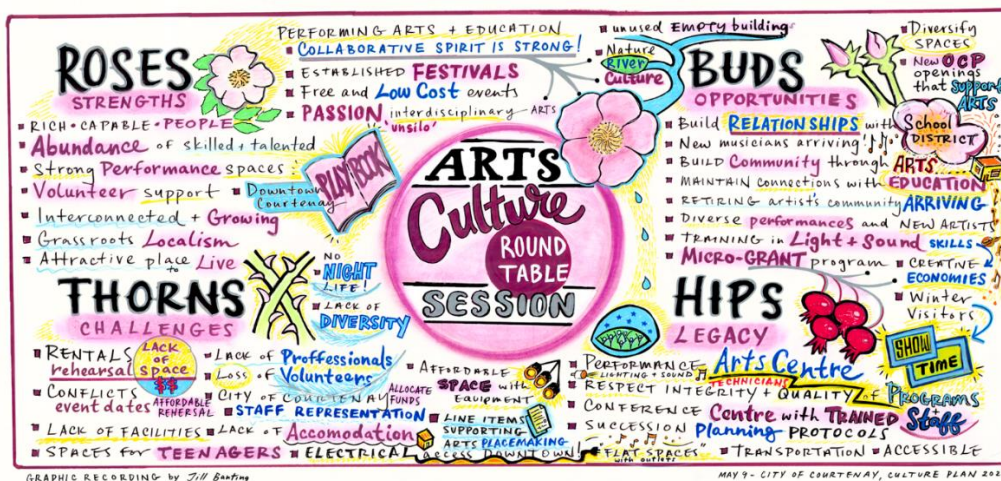 ROSES
STRENGTHS
RICH • CAPABLE • PEOPLE
Abundance of skilled + talented
Strong Performance spaces
Volunteer support
Interconnected + Growing
Grassroots Localism
Attractive place to Live
Downtown Courtenay
PLAYBOOK
PERFORMING ARTS + EDUCATION
COLLABORATIVE SPIRIT IS STRONG!
ESTABLISHED FESTIVALS
Free and Low Cost events
PASSION interdisciplinary ARTS
'unsilo'
ARTS
Culture
ROUND
TABLE
SESSION
BUDS
OPPORTUNITIES
unused Empty buildings
Nature
River
Culture
Build RELATIONSHIPS with
School DISTRICT
New musicians arriving
BUILD Community through ARTS
EDUCATION
MAINTAIN connections with
RETIRING artist's community ARRIVING
Diverse performances and NEW ARTISTS
TRAINING in Light + Sound SKILLS
MICRO-GRANT program
Diversify
SPACES
New OCP
openings
that Support
ARTS
CREATIVE
ECONOMIES
Winter
Visitors
THORNS
CHALLENGES
NO
NIGHT
LIFE!
LACK OF
DIVERSITY
RENTALS
rehearsal
LACK
OF
SPACE
$$
AFFORDABLE
REHERSAL
CONFLICTS
event dates
LACK OF FACILITIES
SPACES for TEENAGERS
LACK OF Proffessionals
Loss of Volunteers
CITY OF COURTENAY
STAFF REPRESENTATION
LACK OF Accomodation
ELECTRICAL access DOWNTOWN!
ALLOCATE
FUNDS
AFFORDABLE
SPACE with
EQUIPMENT
LINE ITEMS
SUPPORTING
ARTS PLACEMAKING
HIPS
LEGACY
PERFORMANCE Arts Centre
LIGHTING + SOUND
TECHNICIANS
RESPECT INTEGRITY + QUALITY of PROGRAMS
CONFERENCE Centre with TRAINED Staff
SUCCESSION Planning PROTOCOLS
"FLAT SPACES"
with outlets
TRANSPORTATION
ACCESSIBLE
SHOW
TIME
GRAPHIC RECORDING by Jill Banting
MAY 9 - CITY OF COURTENAY, CULTURE PLAN